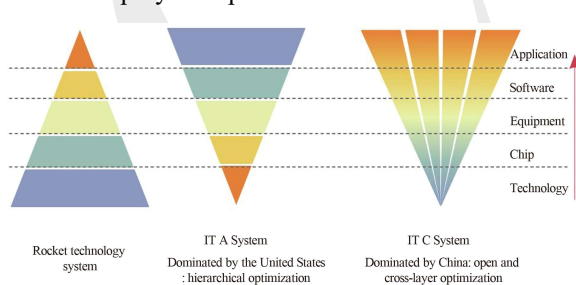 Application
Software
Equipment
Chip
Technology
Rocket technology
system
IT A System
Dominated by the United States
: hierarchical optimization
IT C System
Dominated by China: open and
cross-layer optimization